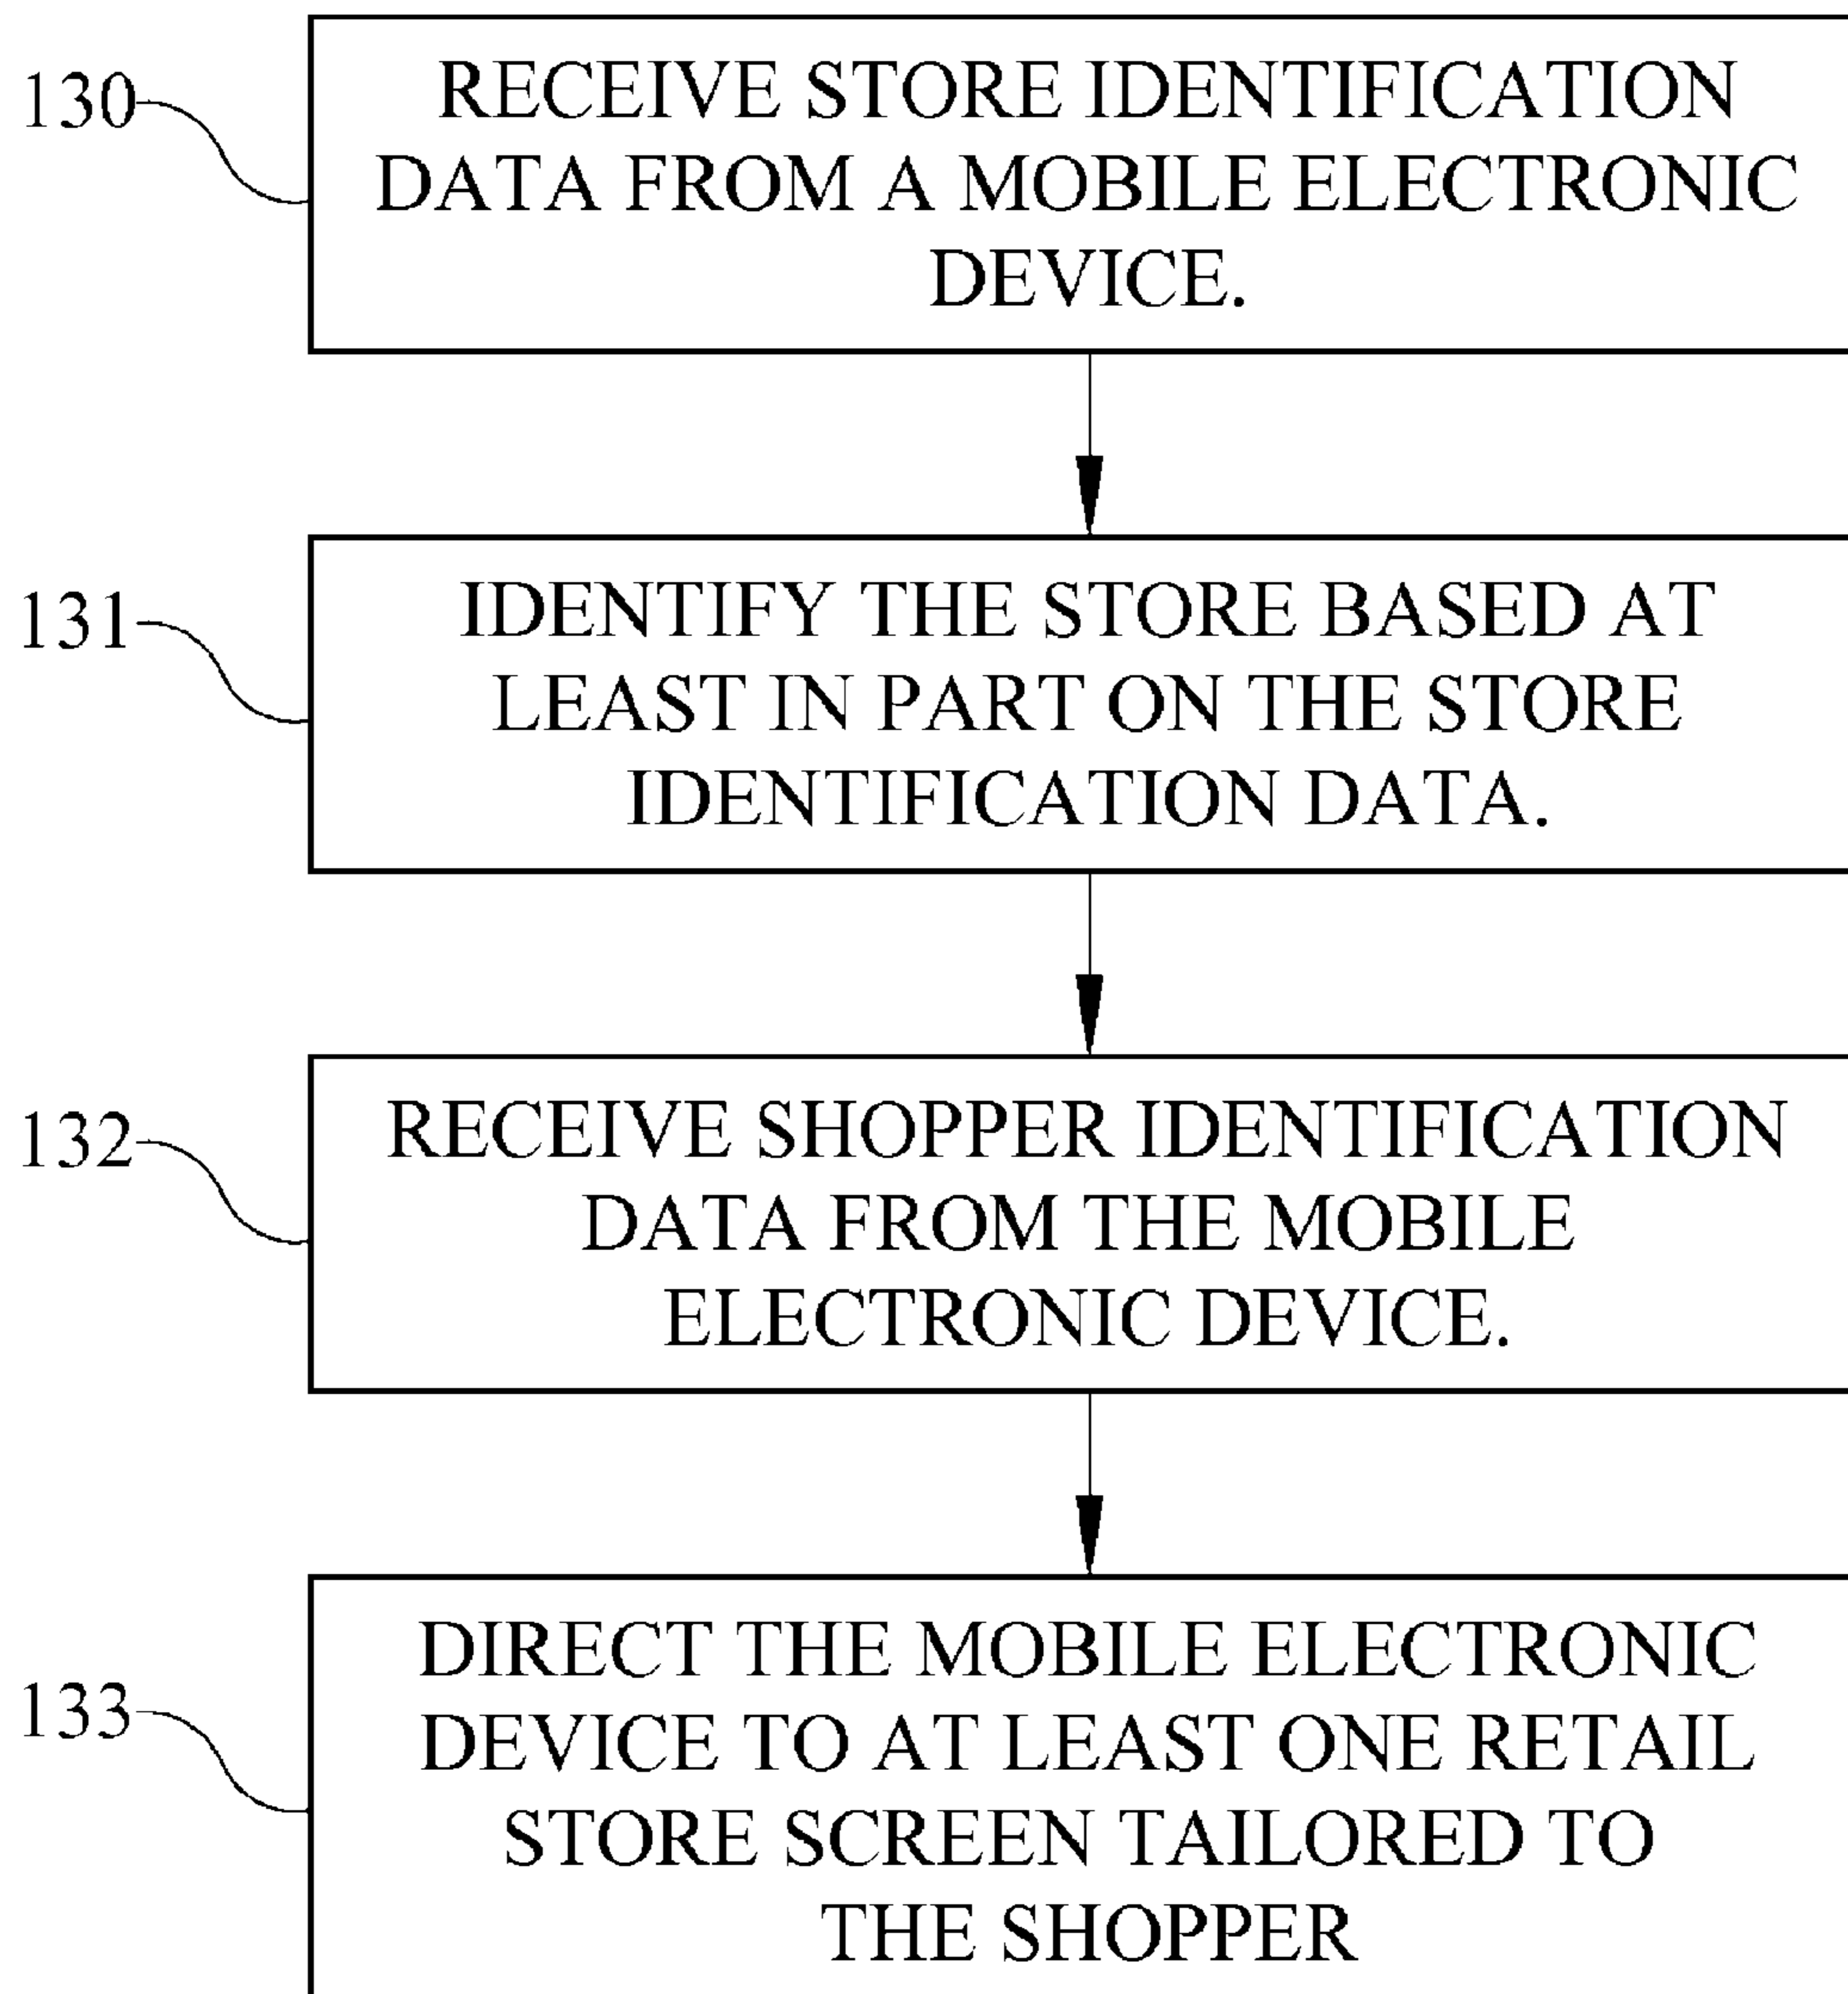 130
RECEIVE STORE IDENTIFICATION
DATA FROM A MOBILE ELECTRONIC
DEVICE.
131
IDENTIFY THE STORE BASED AT
LEAST IN PART ON THE STORE
IDENTIFICATION DATA.
132
RECEIVE SHOPPER IDENTIFICATION
DATA FROM THE MOBILE
ELECTRONIC DEVICE.
133
DIRECT THE MOBILE ELECTRONIC
DEVICE TO AT LEAST ONE RETAIL
STORE SCREEN TAILORED TO
THE SHOPPER